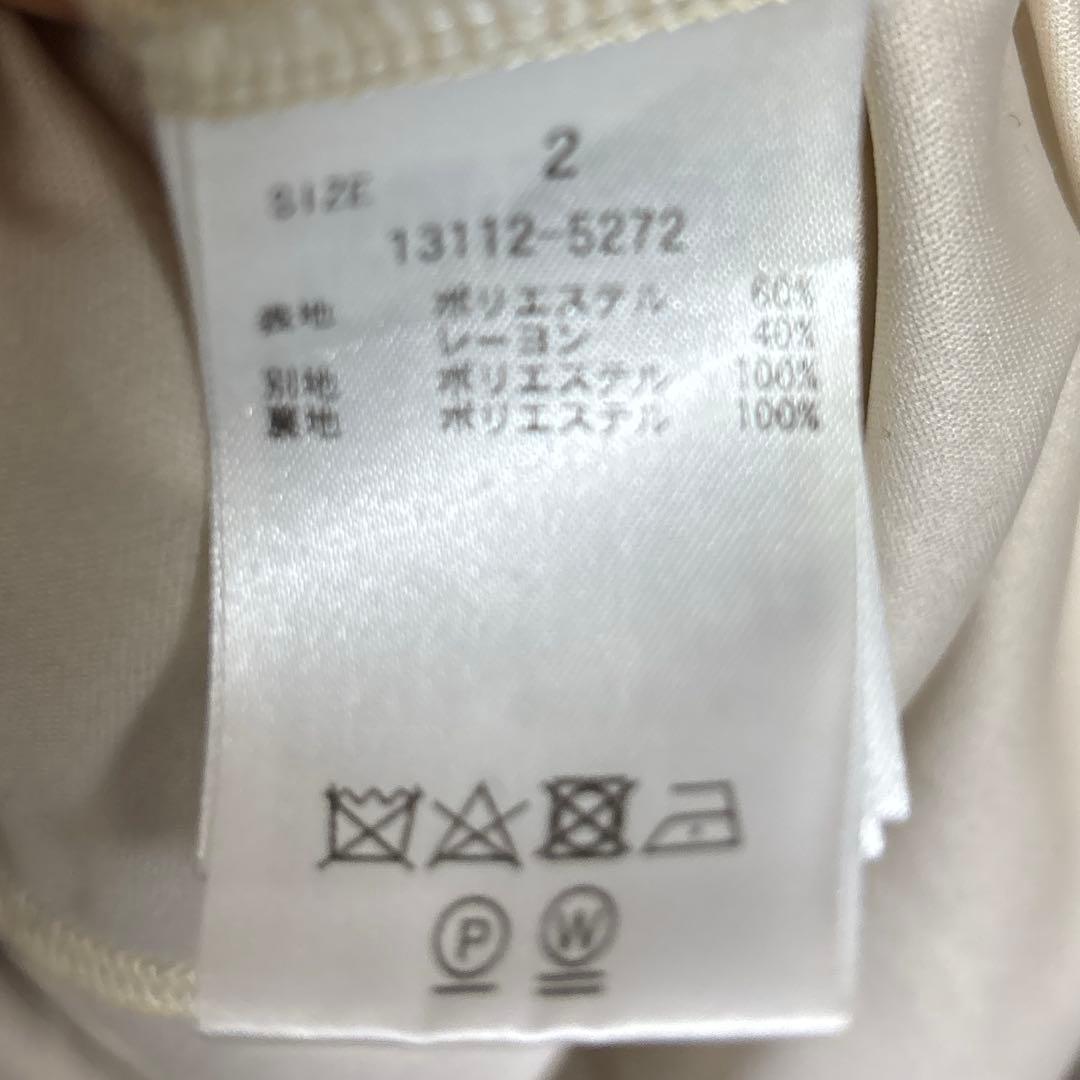 SIZE 2
13112-5272
表地 ポリエステル 60%
レーヨン 40%
別地 ポリエステル 100%
裏地 ポリエステル 100%
P W